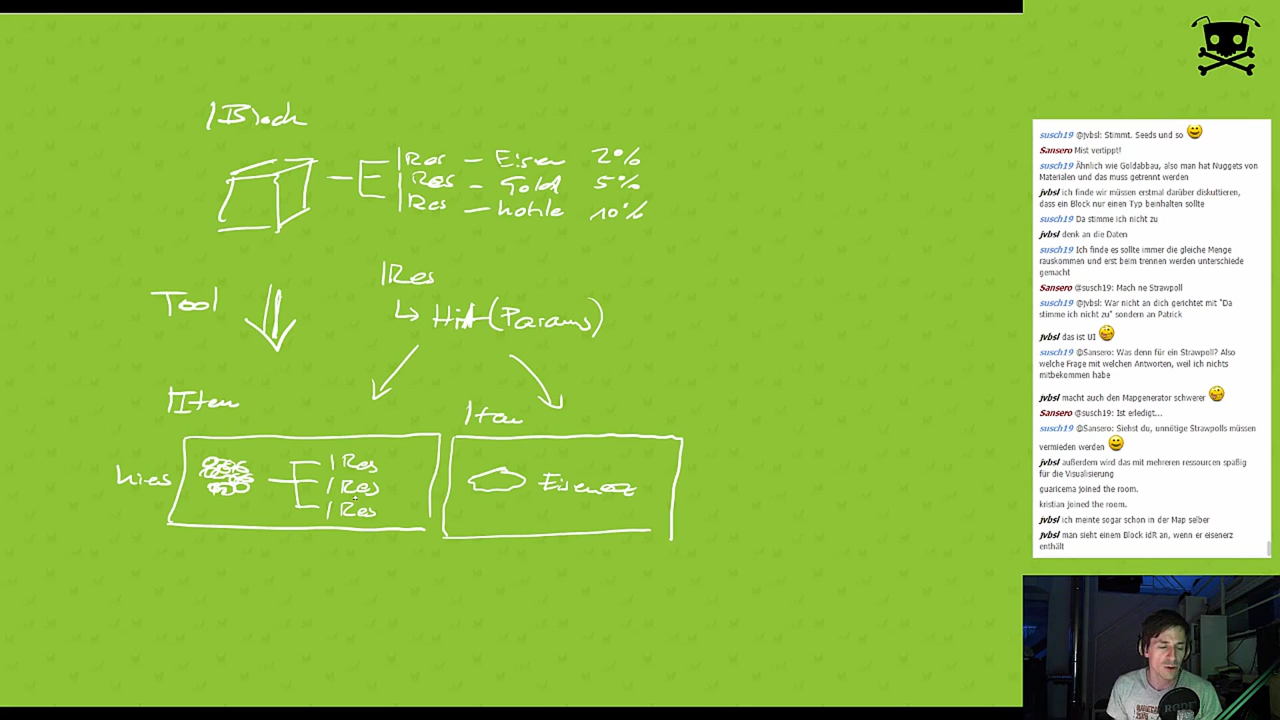 IBlock
IRes - Eisen 2%
IRes - Gold 5%
IRes - Kohle 10%
IRes
Tool
↳ Hit (Params)
IItem
Item
Kies
IRes
IRes
IRes
Eisenerz
susch19 @jvbsl: Stimmt. Seeds und so
Sansero Mist vertippt!
susch19 Ähnlich wie Goldabbau, also man hat Nuggets von
Materialen und das muss getrennt werden
jvbsl ich finde wir müssen erstmal darüber diskuttieren,
dass ein Block nur einen Typ beinhalten sollte
susch19 Da stimme ich nicht zu
jvbsl denk an die Daten
susch19 Ich finde es sollte immer die gleiche Menge
rauskommen und erst beim trennen werden unterschiede
gemacht
Sansero @susch19: Mach ne Strawpoll
susch19 @jvbsl: War nicht an dich gerichtet mit "Da
stimme ich nicht zu" sondern an Patrick
jvbsl das ist UI
susch19 @Sansero: Was denn für ein Strawpoll? Also
welche Frage mit welchen Antworten, weil ich nichts
mitbekommen habe
jvbsl macht auch den Mapgenerator schwerer
Sansero @susch19: Ist erledigt...
susch19 @Sansero: Siehst du, unnötige Strawpolls müssen
vermieden werden
jvbsl außerdem wird das mit mehreren ressourcen spaßig
für die Visualisierung
guaricema joined the room.
kristian joined the room.
jvbsl ich meinte sogar schon in der Map selber
jvbsl man sieht einem Block idR an, wenn er eisenerz
enthält